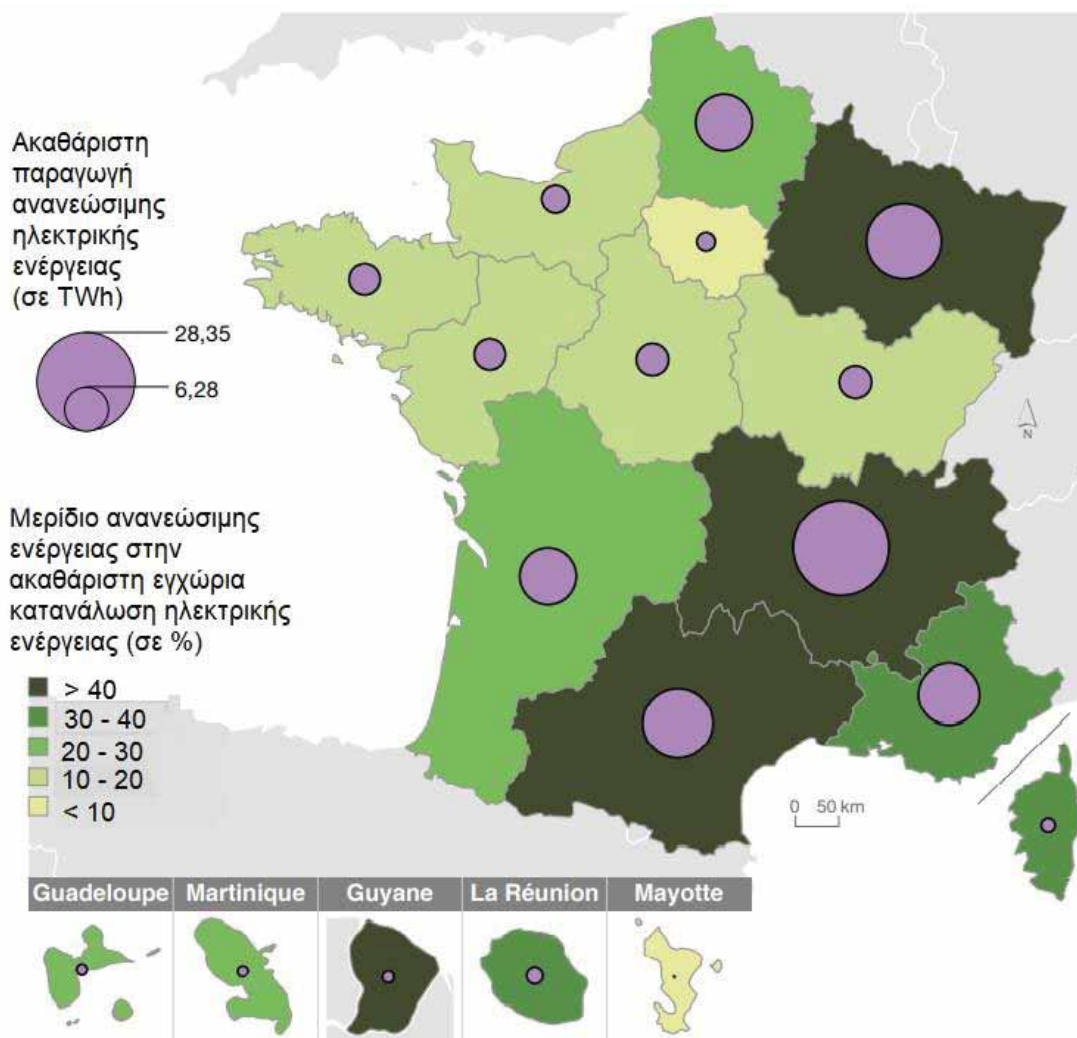 Ακαθάριστη
παραγωγή
ανανεώσιμης
ηλεκτρικής
ενέργειας
(σε TWh)
28,35
6,28
Μερίδιο ανανεώσιμης
ενέργειας στην
ακαθάριστη εγχώρια
κατανάλωση ηλεκτρικής
ενέργειας (σε %)
> 40
30 - 40
20 - 30
10 - 20
< 10
N
0 50 km
Guadeloupe Martinique Guyane La Réunion Mayotte